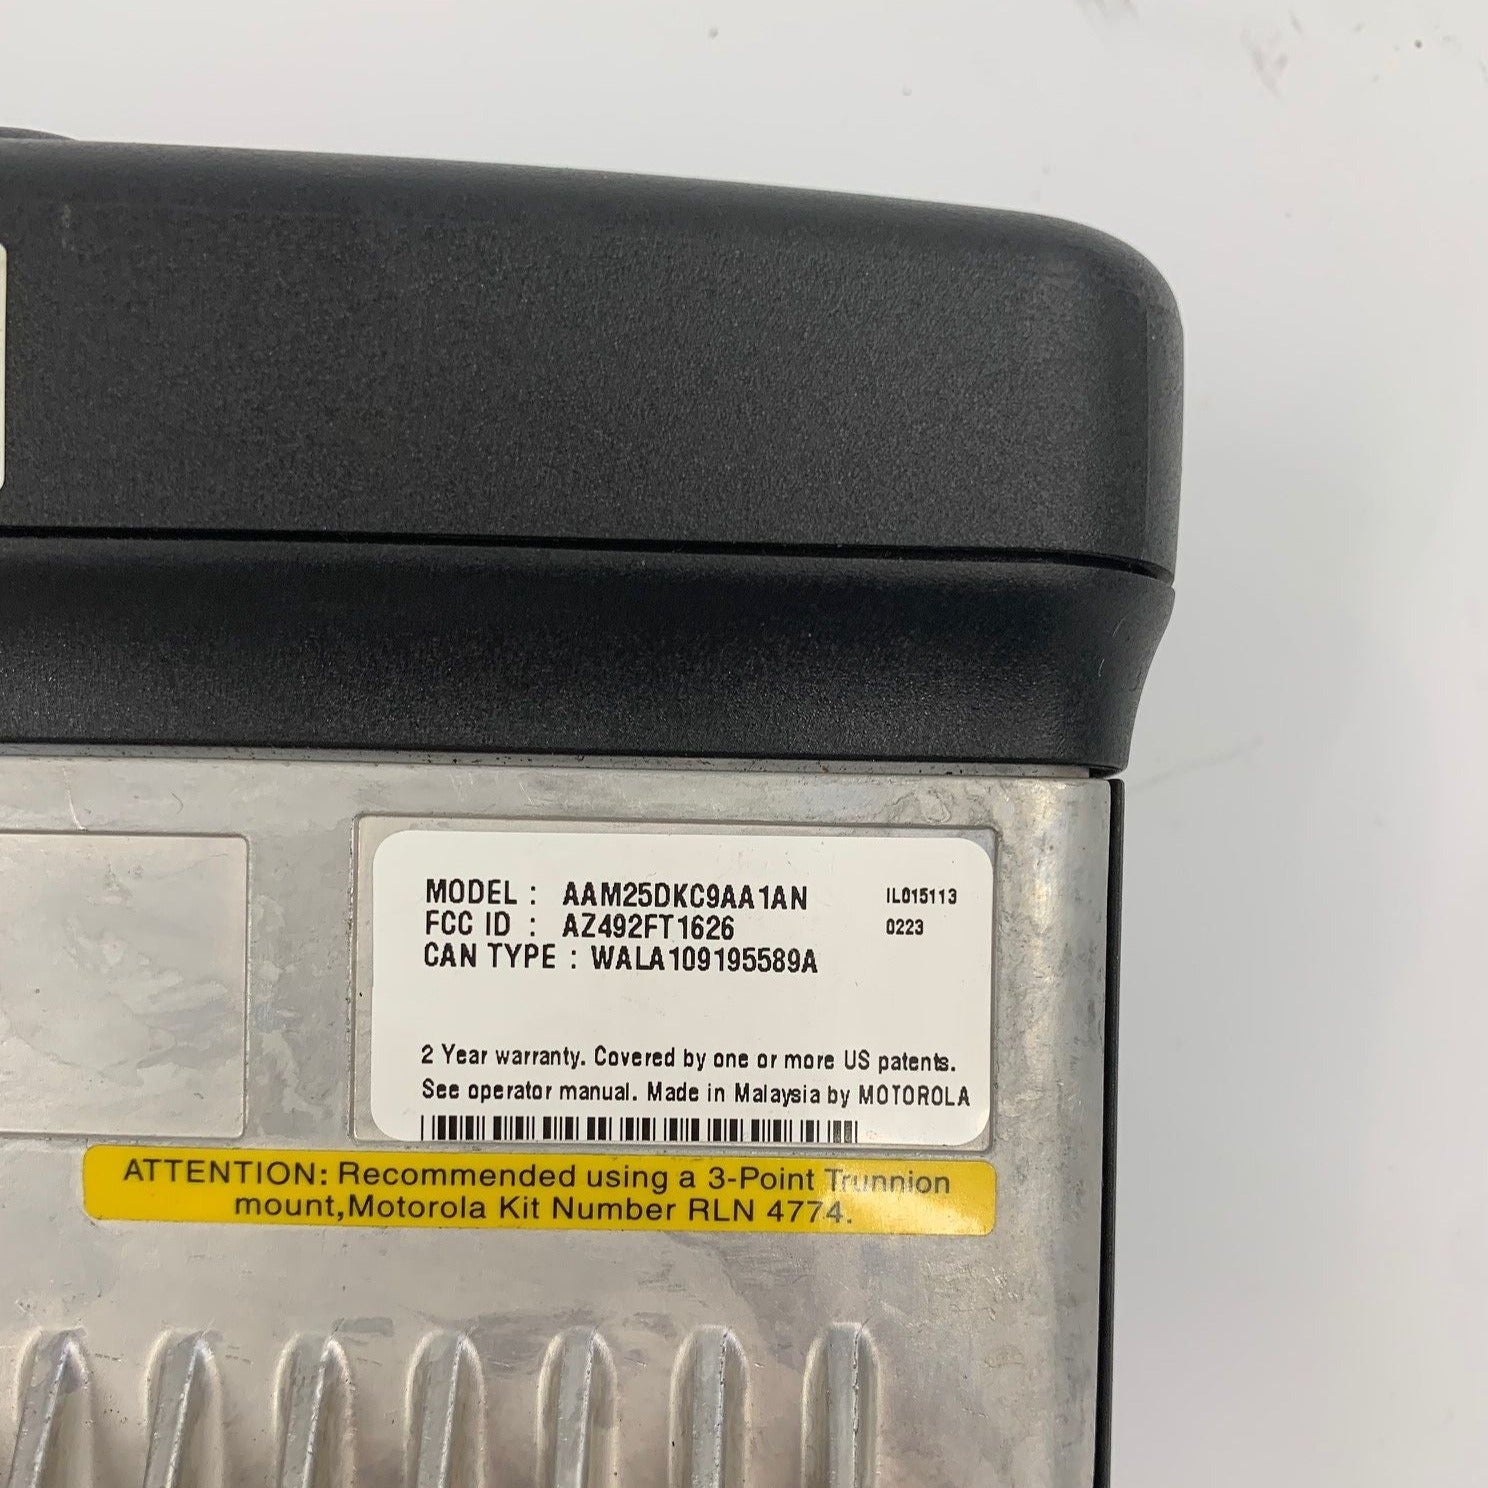 MODEL : AAM25DKC9AA1AN IL015113
FCC ID : AZ492FT1626 0223
CAN TYPE : WALA109195589A
2 Year warranty. Covered by one or more US patents.
See operator manual. Made in Malaysia by MOTOROLA
ATTENTION: Recommended using a 3-Point Trunnion
mount,Motorola Kit Number RLN 4774.